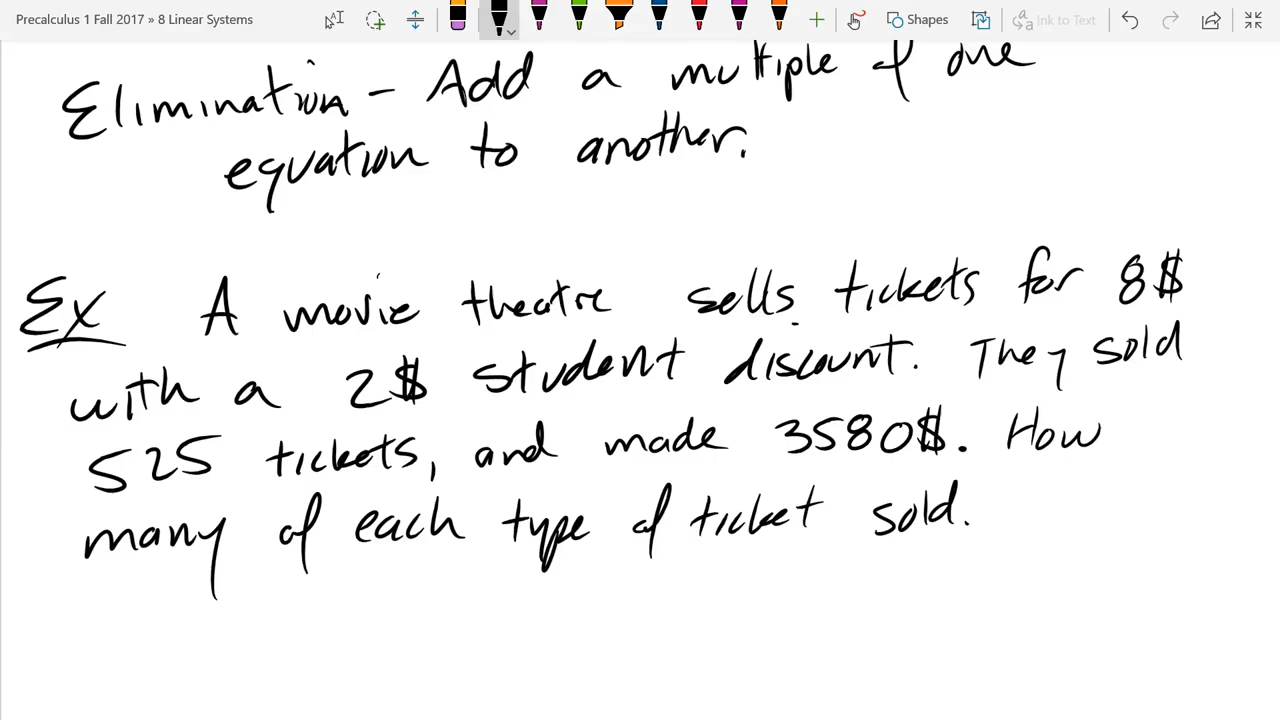 Precalculus 1 Fall 2017 » 8 Linear Systems Shapes Ink to Text
Elimination - Add a multiple of one
equation to another.
Ex A movie theatre sells tickets for 8$
with a 2$ student discount. They sold
525 tickets, and made 3580$. How
many of each type of ticket sold.